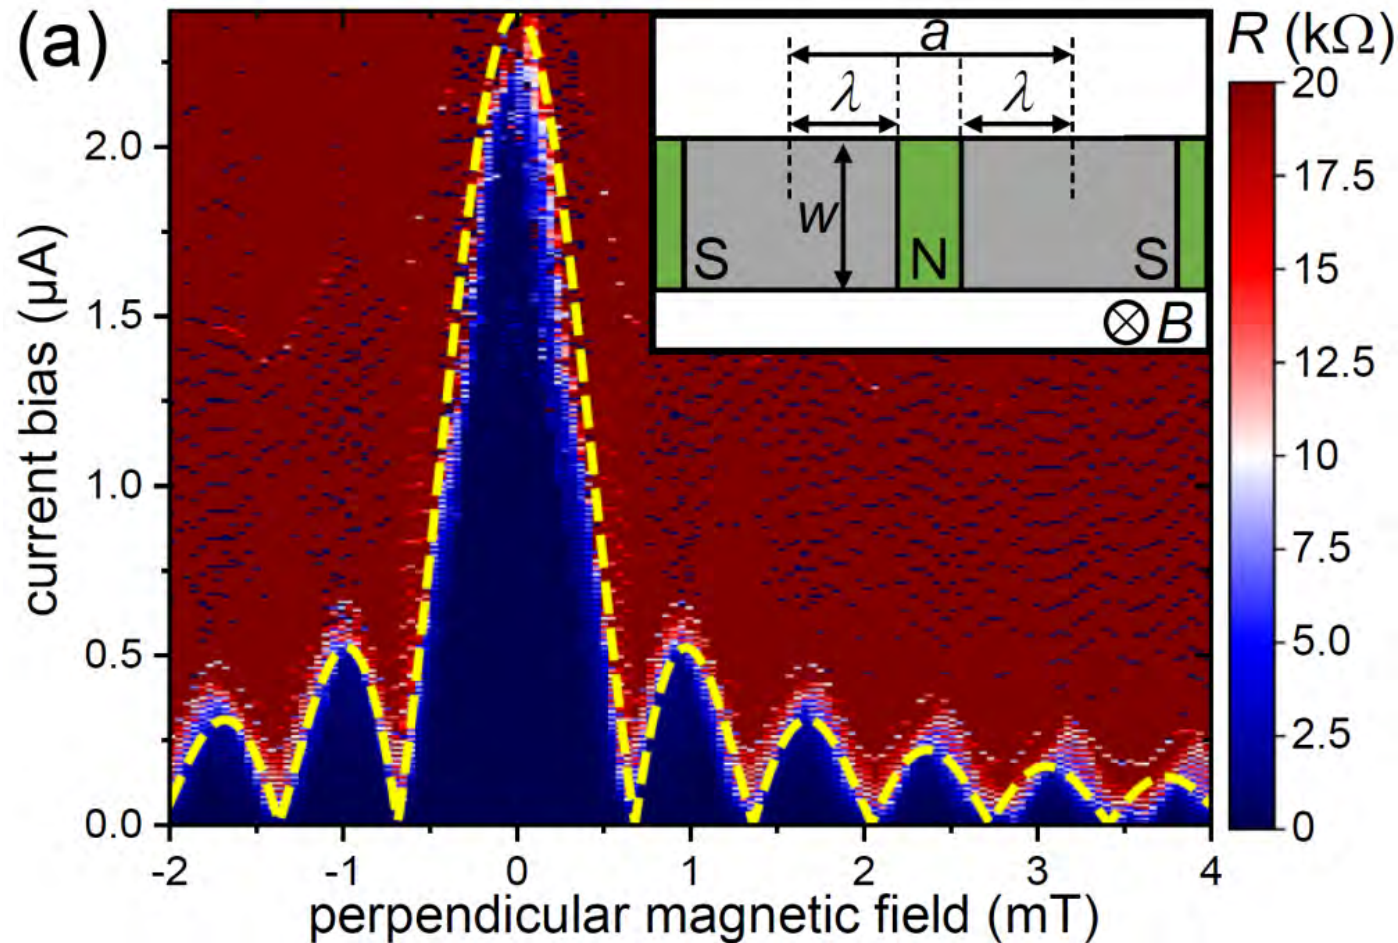 (a)
a
R (kΩ)
λ λ
w
S N S
B
20
17.5
15
12.5
10
7.5
5.0
2.5
0
current bias (µA)
2.0
1.5
1.0
0.5
0.0
-2 -1 0 1 2 3 4
perpendicular magnetic field (mT)